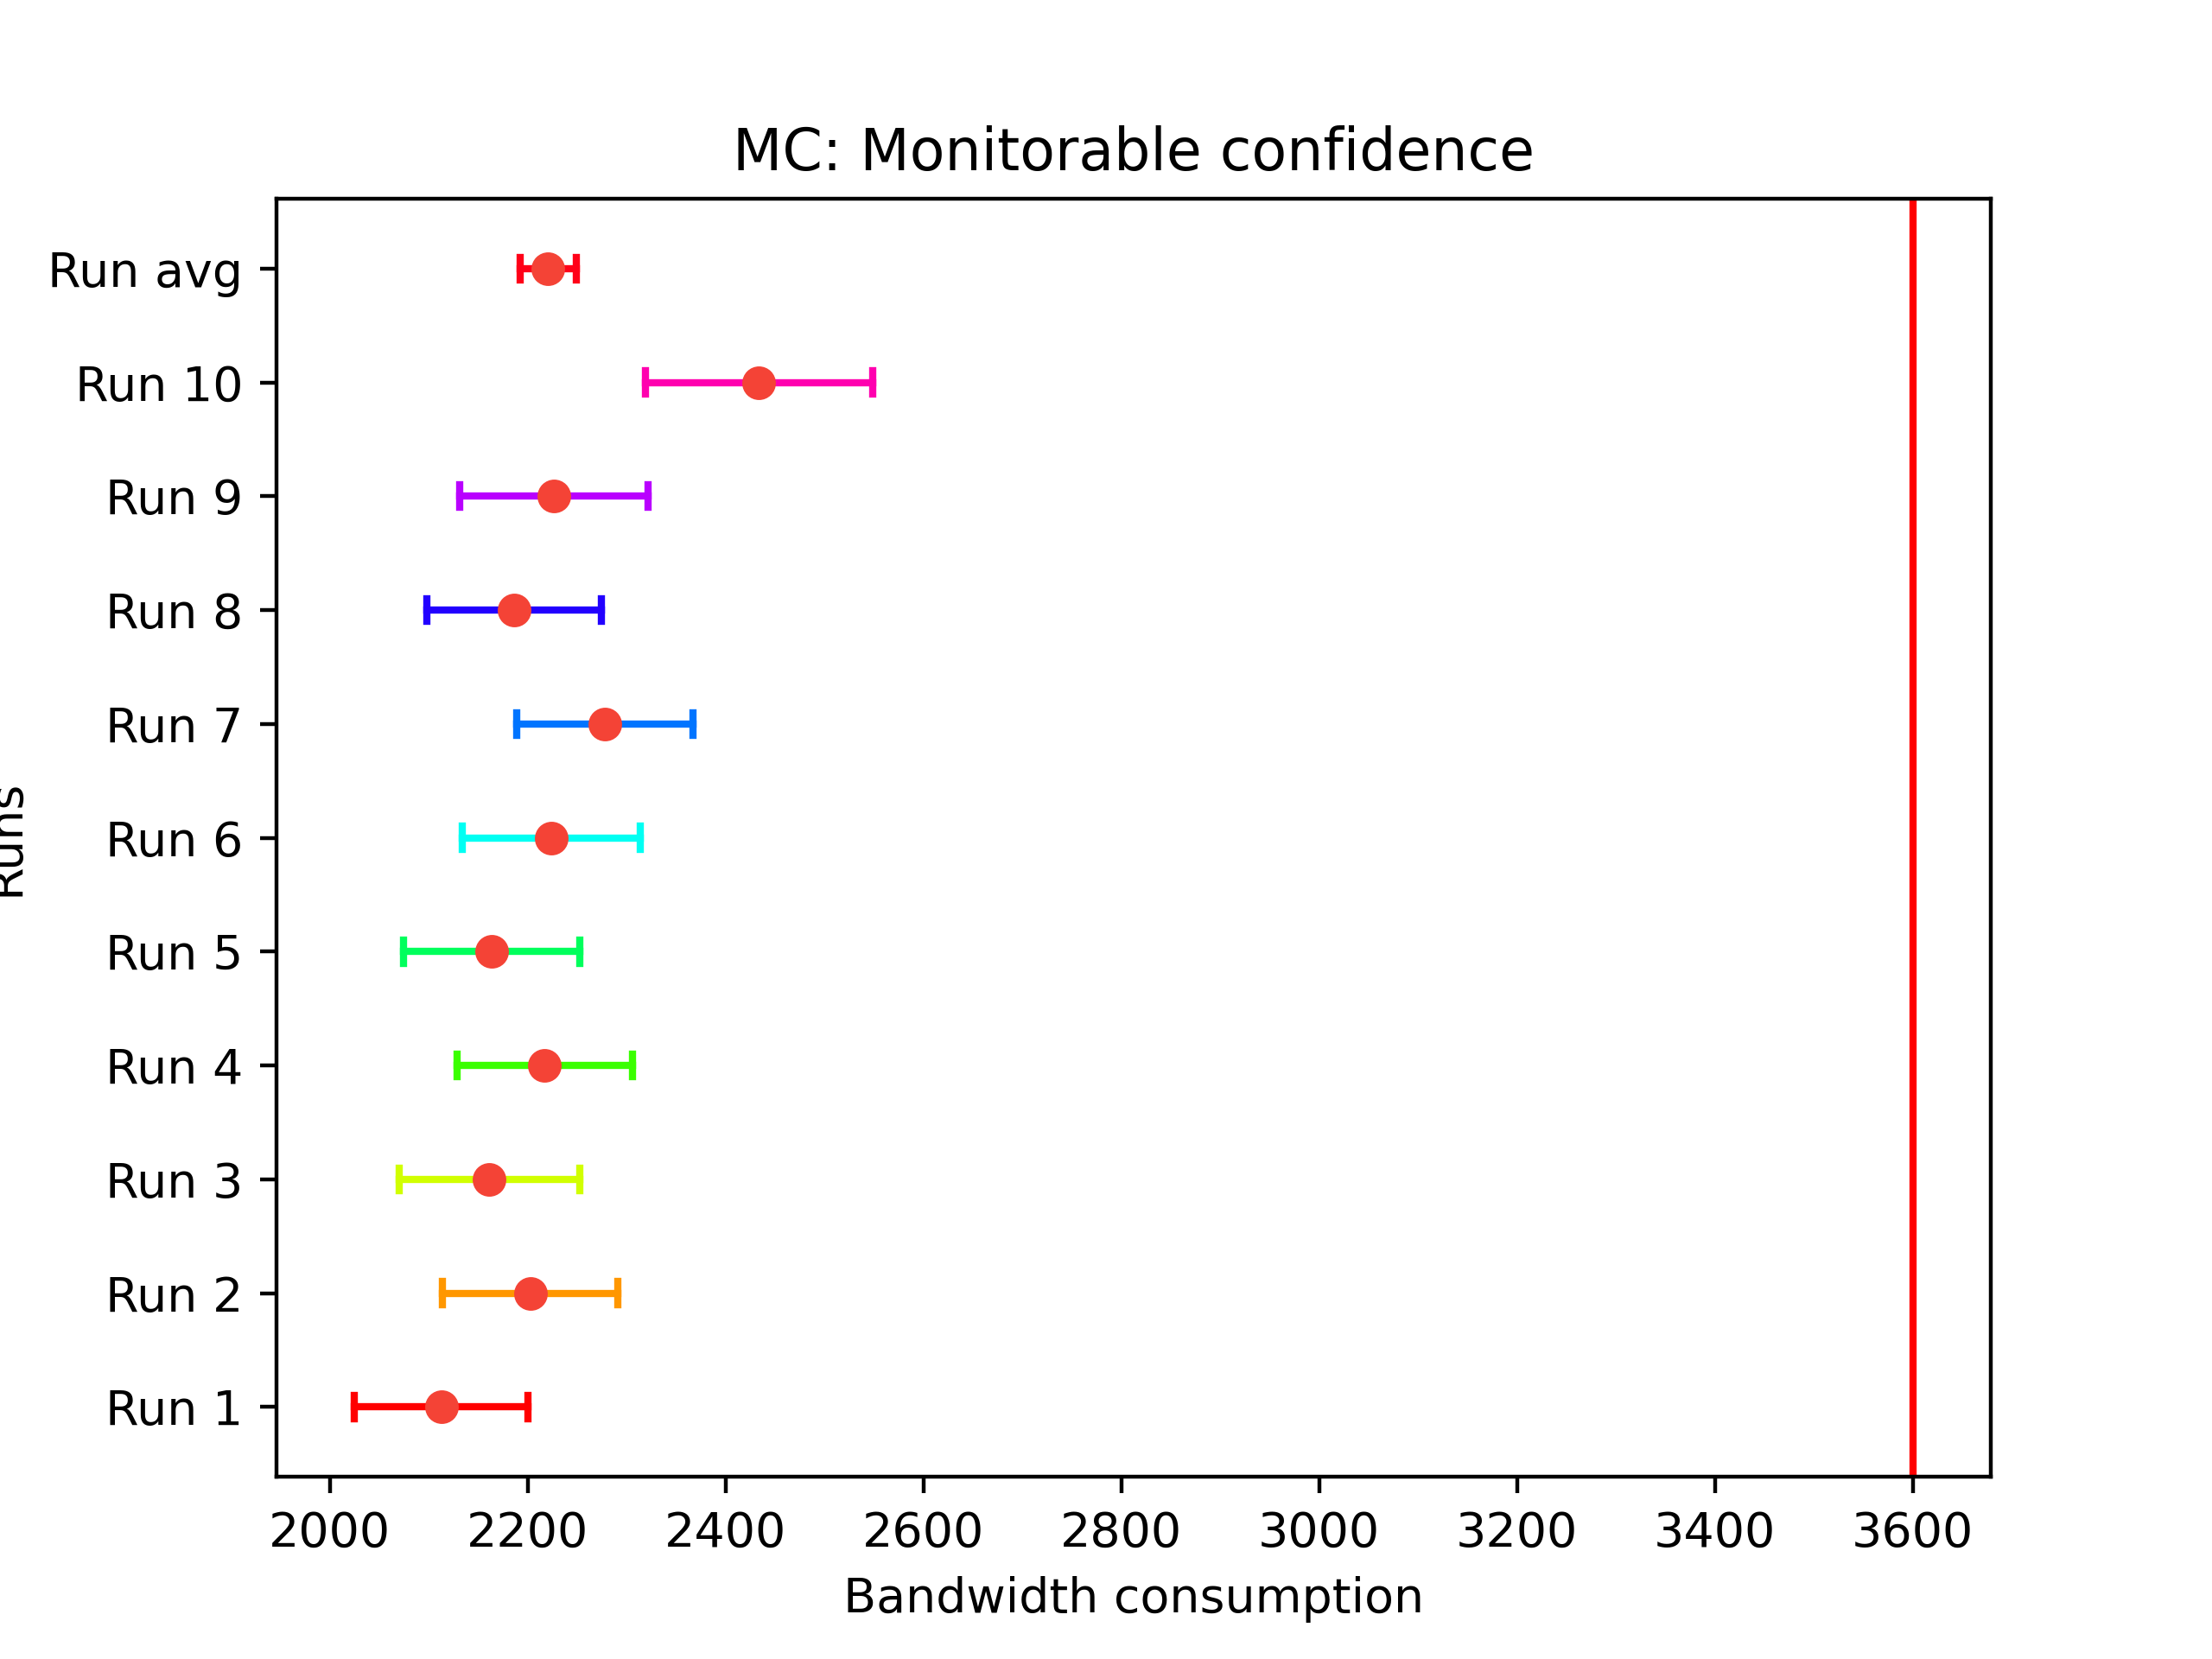 MC: Monitorable confidence
Run avg
Run 10
Run 9
Run 8
Run 7
Run 6
Run 5
Run 4
Run 3
Run 2
Run 1
Runs
2000 2200 2400 2600 2800 3000 3200 3400 3600
Bandwidth consumption